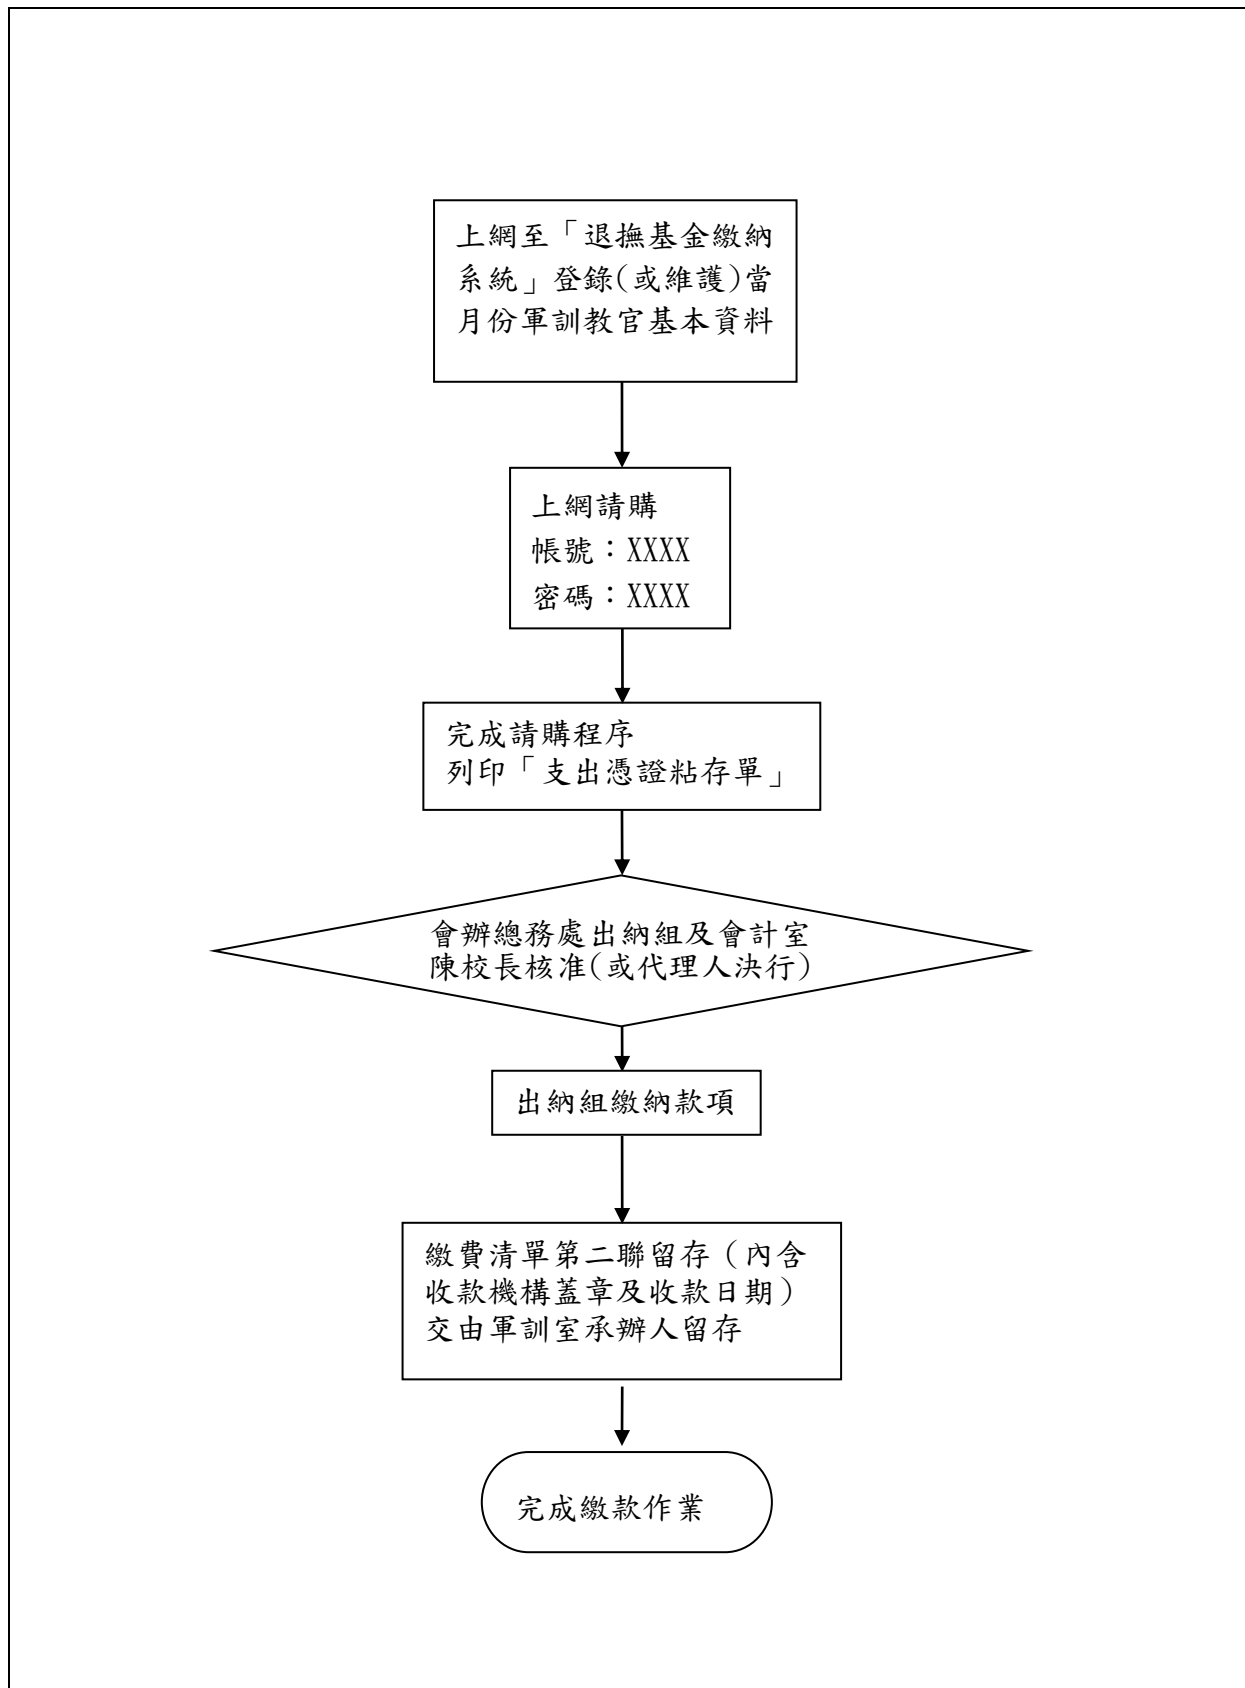 上網至「退撫基金繳納
系統」登錄(或維護)當
月份軍訓教官基本資料
上網請購
帳號：XXXX
密碼：XXXX
完成請購程序
列印「支出憑證粘存單」
會辦總務處出納組及會計室
陳校長核准(或代理人決行)
出納組繳納款項
繳費清單第二聯留存（內含
收款機構蓋章及收款日期）
交由軍訓室承辦人留存
完成繳款作業